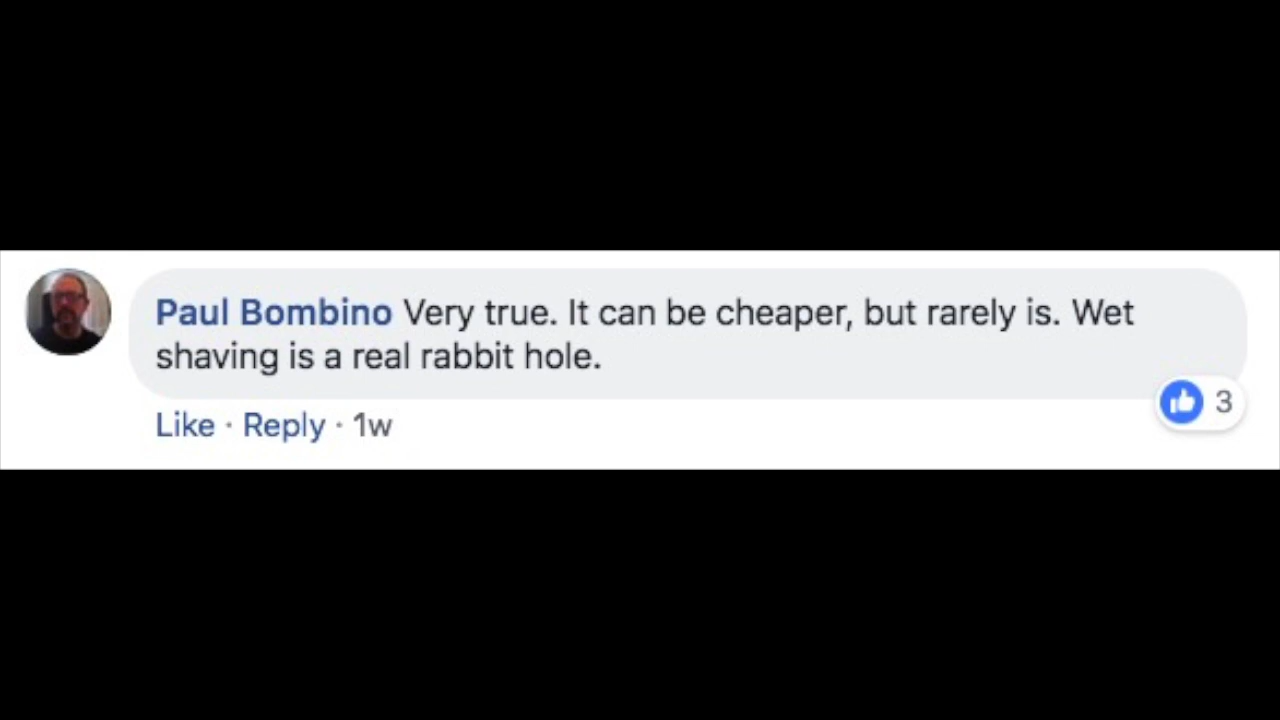 Paul Bombino Very true. It can be cheaper, but rarely is. Wet
shaving is a real rabbit hole.
3
Like · Reply · 1w